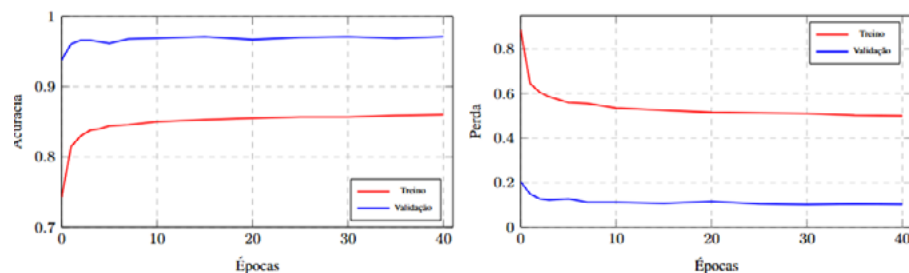 1
0.9
0.8
0.7
Acurácia
0
10
20
30
40
Épocas
Treino
Validação
0.8
0.6
0.4
0.2
0
Perda
0
10
20
30
40
Épocas
Treino
Validação